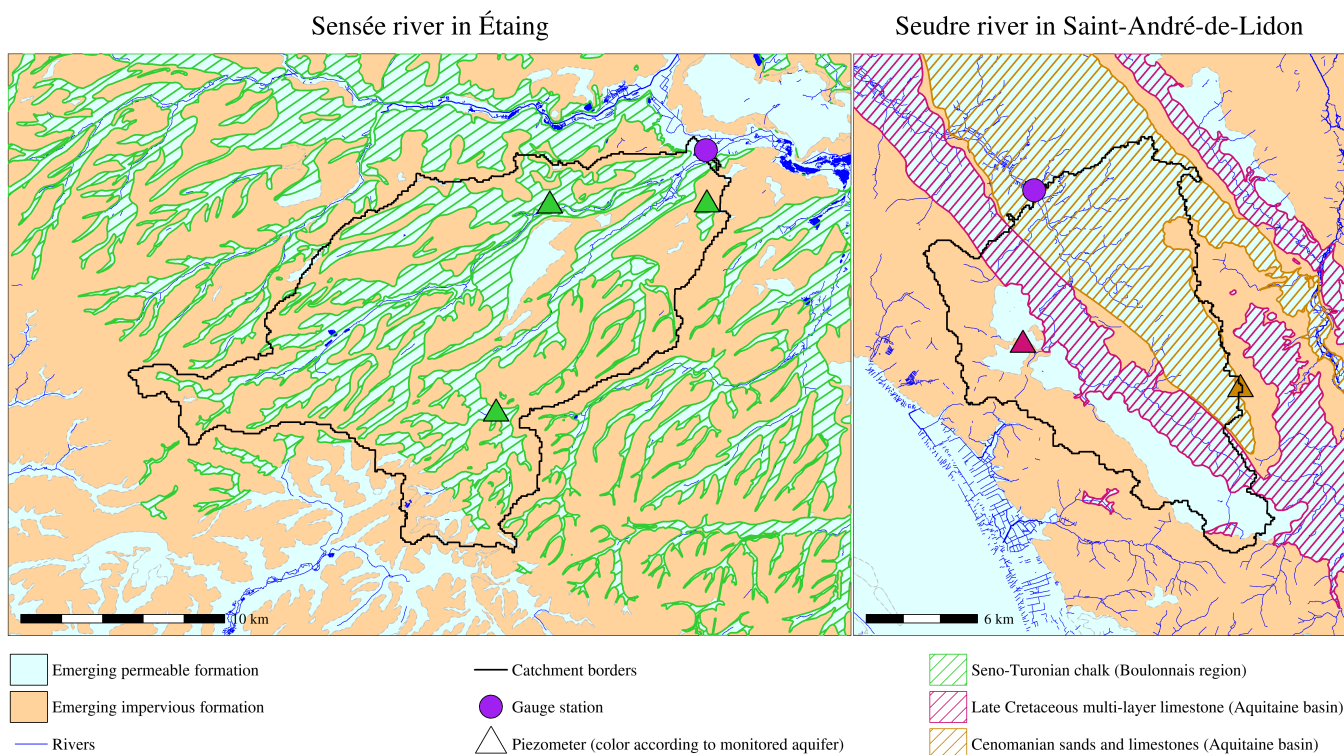 Sensée river in Étaing
Seudre river in Saint-André-de-Lidon
10 km
6 km
Emerging permeable formation
Emerging impervious formation
Rivers
Catchment borders
Gauge station
Piezometer (color according to monitored aquifer)
Seno-Turonian chalk (Boulonnais region)
Late Cretaceous multi-layer limestone (Aquitaine basin)
Cenomanian sands and limestones (Aquitaine basin)